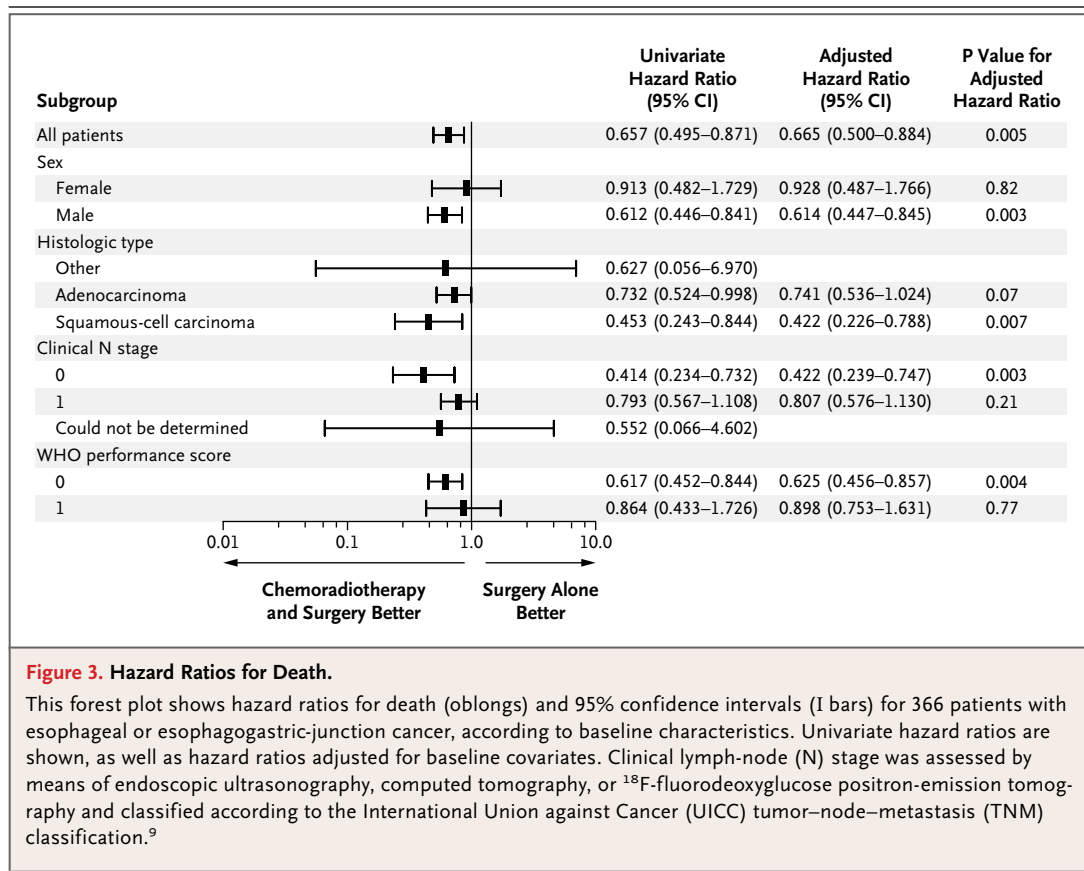 Subgroup Univariate Hazard Ratio (95% CI) Adjusted Hazard Ratio (95% CI) P Value for Adjusted Hazard Ratio
All patients 0.657 (0.495–0.871) 0.665 (0.500–0.884) 0.005
Sex
Female 0.913 (0.482–1.729) 0.928 (0.487–1.766) 0.82
Male 0.612 (0.446–0.841) 0.614 (0.447–0.845) 0.003
Histologic type
Other 0.627 (0.056–6.970)
Adenocarcinoma 0.732 (0.524–0.998) 0.741 (0.536–1.024) 0.07
Squamous-cell carcinoma 0.453 (0.243–0.844) 0.422 (0.226–0.788) 0.007
Clinical N stage
0 0.414 (0.234–0.732) 0.422 (0.239–0.747) 0.003
1 0.793 (0.567–1.108) 0.807 (0.576–1.130) 0.21
Could not be determined 0.552 (0.066–4.602)
WHO performance score
0 0.617 (0.452–0.844) 0.625 (0.456–0.857) 0.004
1 0.864 (0.433–1.726) 0.898 (0.753–1.631) 0.77
0.01 0.1 1.0 10.0
Chemoradiotherapy and Surgery Better Surgery Alone Better
Figure 3. Hazard Ratios for Death.
This forest plot shows hazard ratios for death (oblongs) and 95% confidence intervals (I bars) for 366 patients with
esophageal or esophagogastric-junction cancer, according to baseline characteristics. Univariate hazard ratios are
shown, as well as hazard ratios adjusted for baseline covariates. Clinical lymph-node (N) stage was assessed by
means of endoscopic ultrasonography, computed tomography, or ¹⁸F-fluorodeoxyglucose positron-emission tomog-
raphy and classified according to the International Union against Cancer (UICC) tumor–node–metastasis (TNM)
classification.⁹